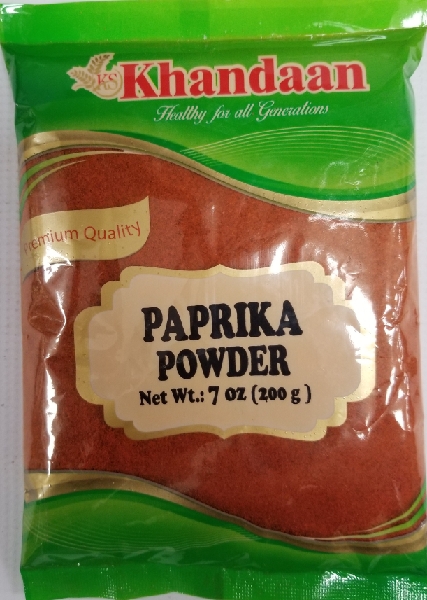 KS Khandaan
Healthy for all Generations
Premium Quality
PAPRIKA
POWDER
Net Wt.: 7 oz (200 g)